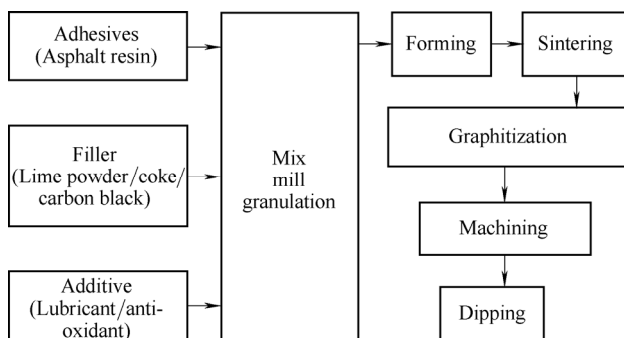 Adhesives
(Asphalt resin)
Filler
(Lime powder/coke/
carbon black)
Additive
(Lubricant/anti-
oxidant)
Mix
mill
granulation
Forming
Sintering
Graphitization
Machining
Dipping